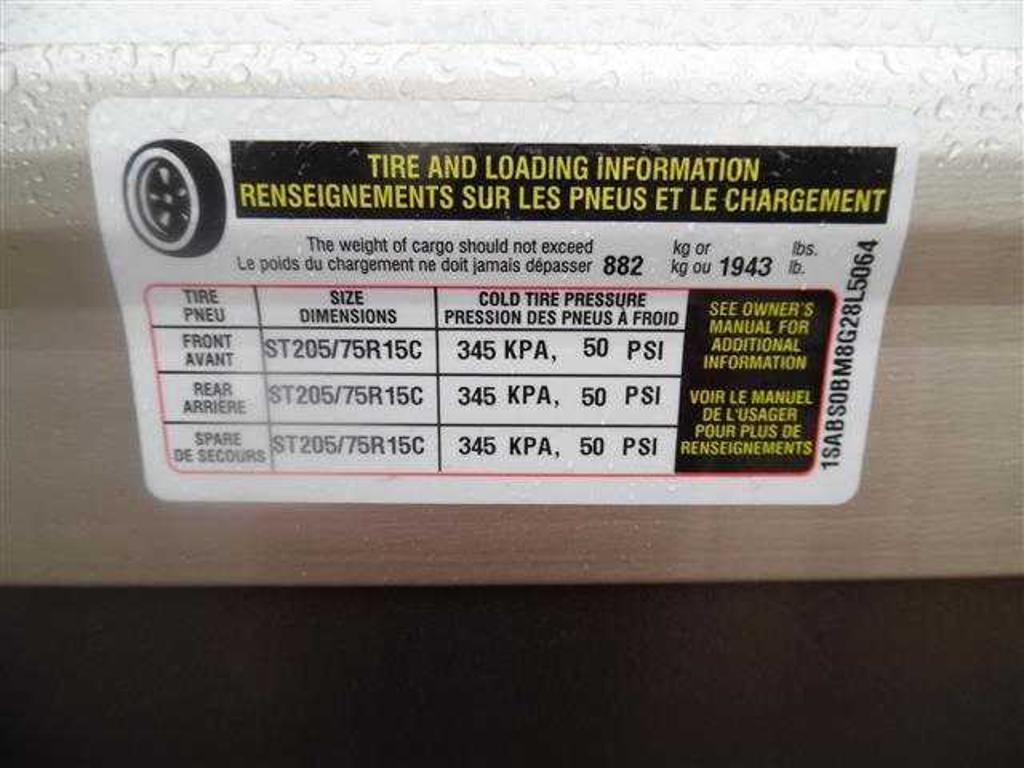 TIRE AND LOADING INFORMATION
RENSEIGNEMENTS SUR LES PNEUS ET LE CHARGEMENT
The weight of cargo should not exceed kg or lbs.
Le poids du chargement ne doit jamais dépasser 882 kg ou 1943 lb.
TIRE SIZE COLD TIRE PRESSURE
PNEU DIMENSIONS PRESSION DES PNEUS À FROID
FRONT
AVANT ST205/75R15C 345 KPA, 50 PSI
REAR
ARRIERE ST205/75R15C 345 KPA, 50 PSI
SPARE
DE SECOURS ST205/75R15C 345 KPA, 50 PSI
SEE OWNER'S
MANUAL FOR
ADDITIONAL
INFORMATION
VOIR LE MANUEL
DE L'USAGER
POUR PLUS DE
RENSEIGNEMENTS
1SABS0BM8G28L5064